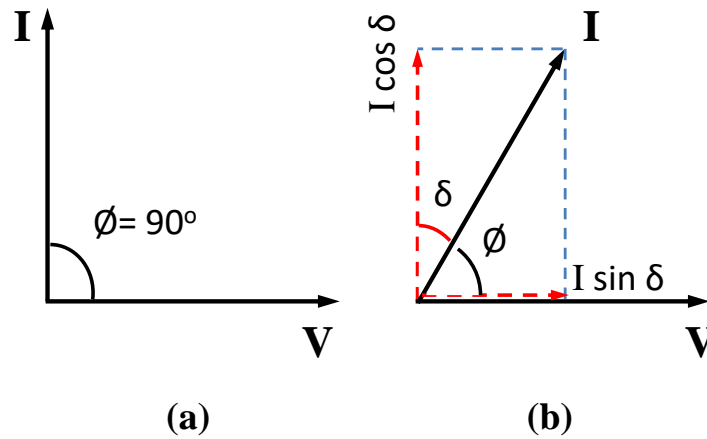 I
Ø= 90º
V
(a)
I
I cos δ
δ
Ø
I sin δ
V
(b)